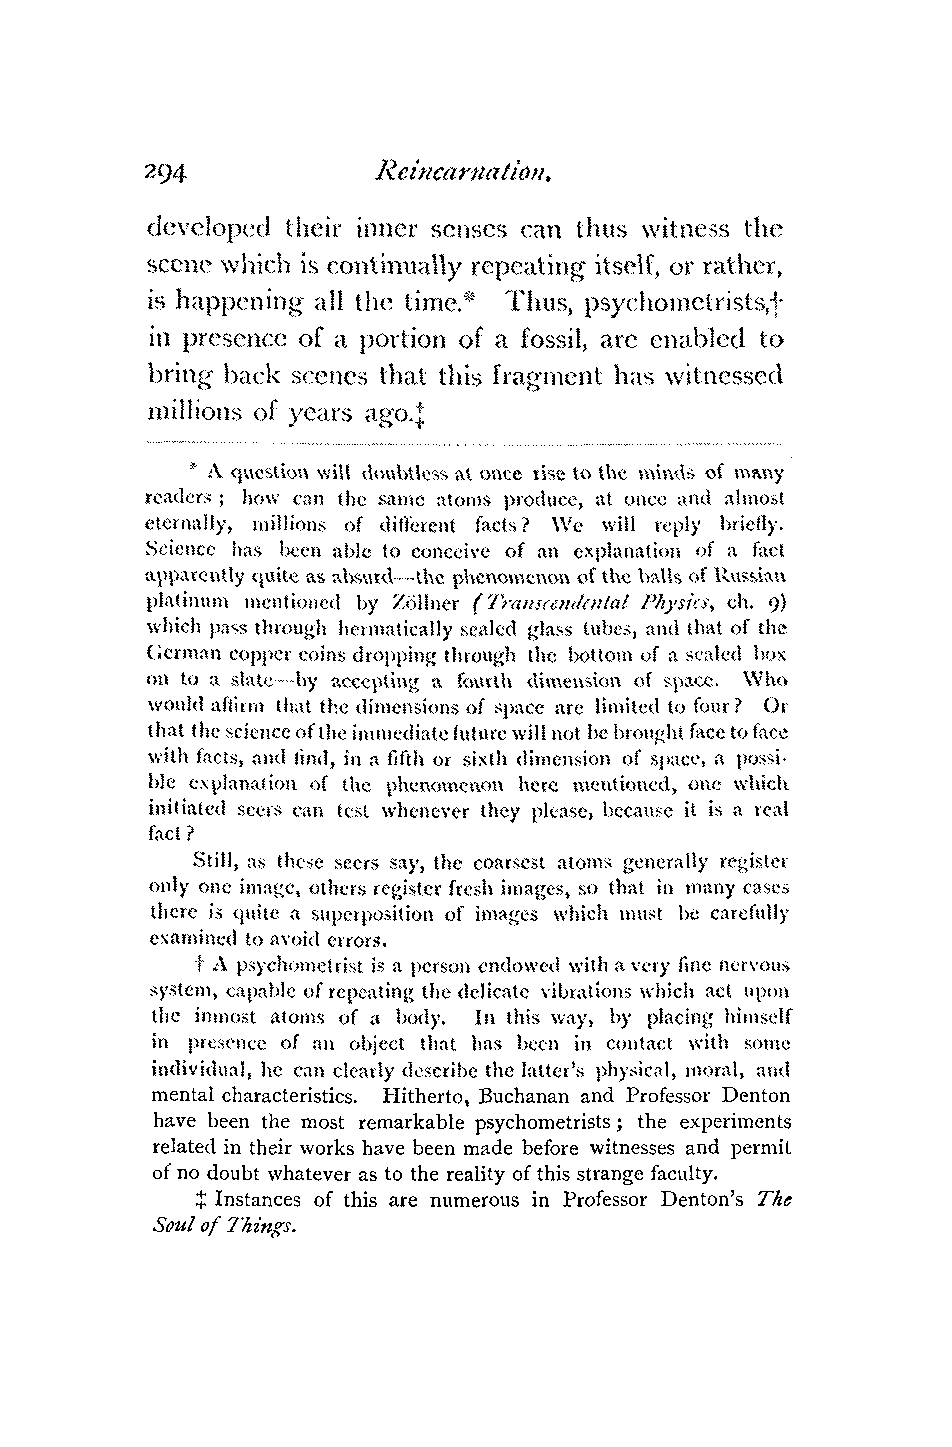 294 Reincarnation.
developed their inner senses can thus witness the
scene which is continually repeating itself, or rather,
is happening all the time.* Thus, psychometrists,†
in presence of a portion of a fossil, are enabled to
bring back scenes that this fragment has witnessed
millions of years ago.‡
* A question will doubtless at once rise to the minds of many
readers ; how can the same atoms produce, at once and almost
eternally, millions of different facts? We will reply briefly.
Science has been able to conceive of an explanation of a fact
apparently quite as absurd—the phenomenon of the balls of Russian
platinum mentioned by Zöllner (Transcendental Physics, ch. 9)
which pass through hermatically sealed glass tubes, and that of the
German copper coins dropping through the bottom of a sealed box
on to a slate—by accepting a fourth dimension of space. Who
would affirm that the dimensions of space are limited to four? Or
that the science of the immediate future will not be brought face to face
with facts, and find, in a fifth or sixth dimension of space, a possi-
ble explanation of the phenomenon here mentioned, one which
initiated seers can test whenever they please, because it is a real
fact ?
Still, as these seers say, the coarsest atoms generally register
only one image, others register fresh images, so that in many cases
there is quite a superposition of images which must be carefully
examined to avoid errors.
† A psychometrist is a person endowed with a very fine nervous
system, capable of repeating the delicate vibrations which act upon
the inmost atoms of a body. In this way, by placing himself
in presence of an object that has been in contact with some
individual, he can clearly describe the latter's physical, moral, and
mental characteristics. Hitherto, Buchanan and Professor Denton
have been the most remarkable psychometrists ; the experiments
related in their works have been made before witnesses and permit
of no doubt whatever as to the reality of this strange faculty.
‡ Instances of this are numerous in Professor Denton's The
Soul of Things.